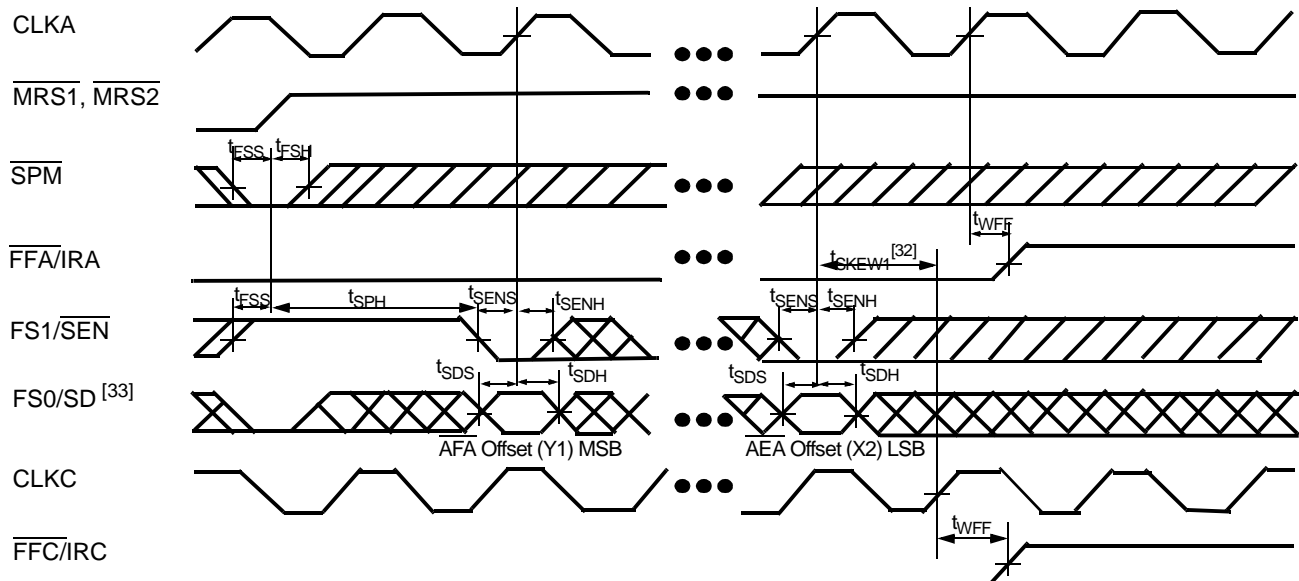 CLKA
MRS1, MRS2
tFSS tFSH
SPM
tWFF
FFA/IRA
tSKEW1[32]
tFSS tSPH tSENS tSENH tSENS tSENH
FS1/SEN
tSDS tSDH tSDS tSDH
FS0/SD [33]
AFA Offset (Y1) MSB AEA Offset (X2) LSB
CLKC
tWFF
FFC/IRC